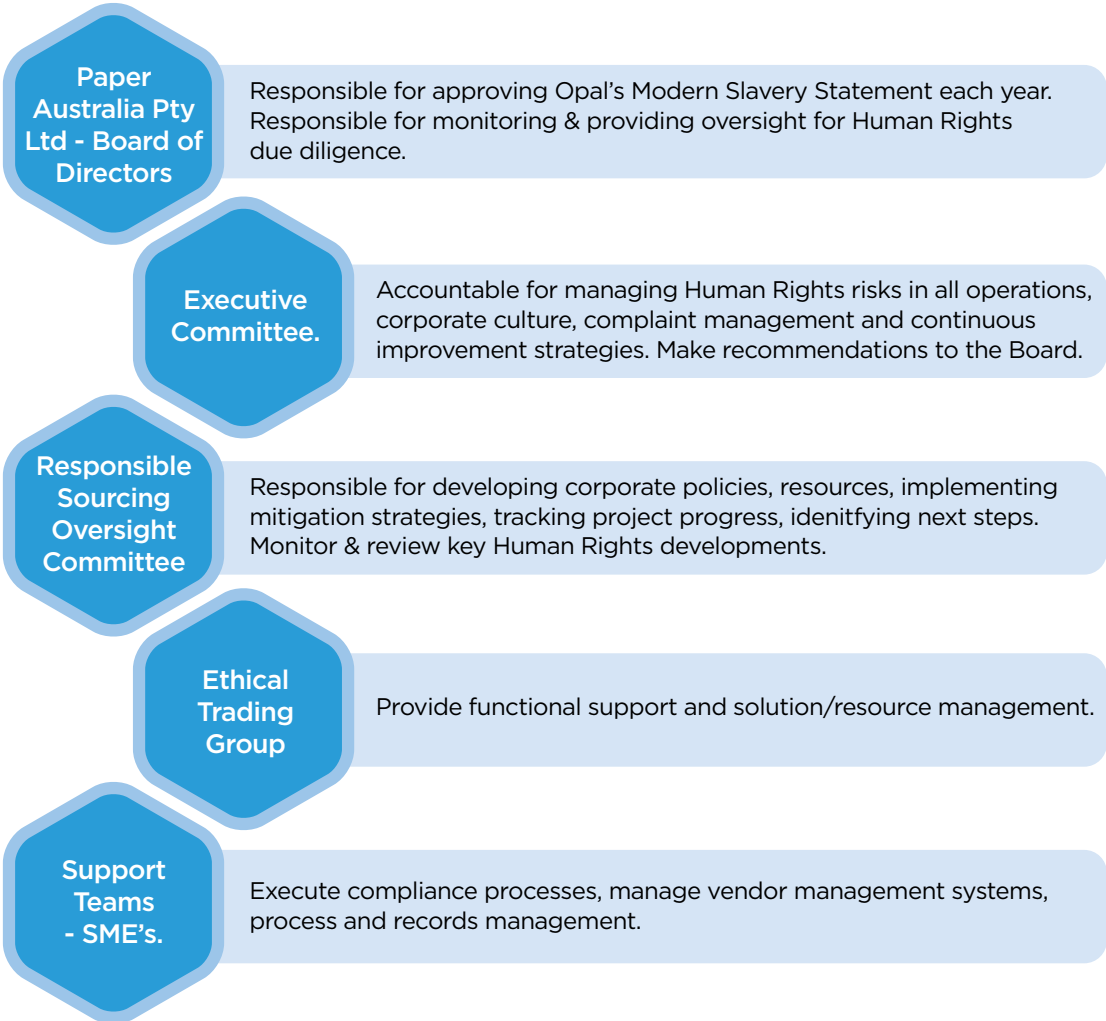 Paper
Australia Pty
Ltd - Board of
Directors
Responsible for approving Opal's Modern Slavery Statement each year.
Responsible for monitoring & providing oversight for Human Rights
due diligence.
Executive
Committee.
Accountable for managing Human Rights risks in all operations,
corporate culture, complaint management and continuous
improvement strategies. Make recommendations to the Board.
Responsible
Sourcing
Oversight
Committee
Responsible for developing corporate policies, resources, implementing
mitigation strategies, tracking project progress, idenitfying next steps.
Monitor & review key Human Rights developments.
Ethical
Trading
Group
Provide functional support and solution/resource management.
Support
Teams
- SME's.
Execute compliance processes, manage vendor management systems,
process and records management.